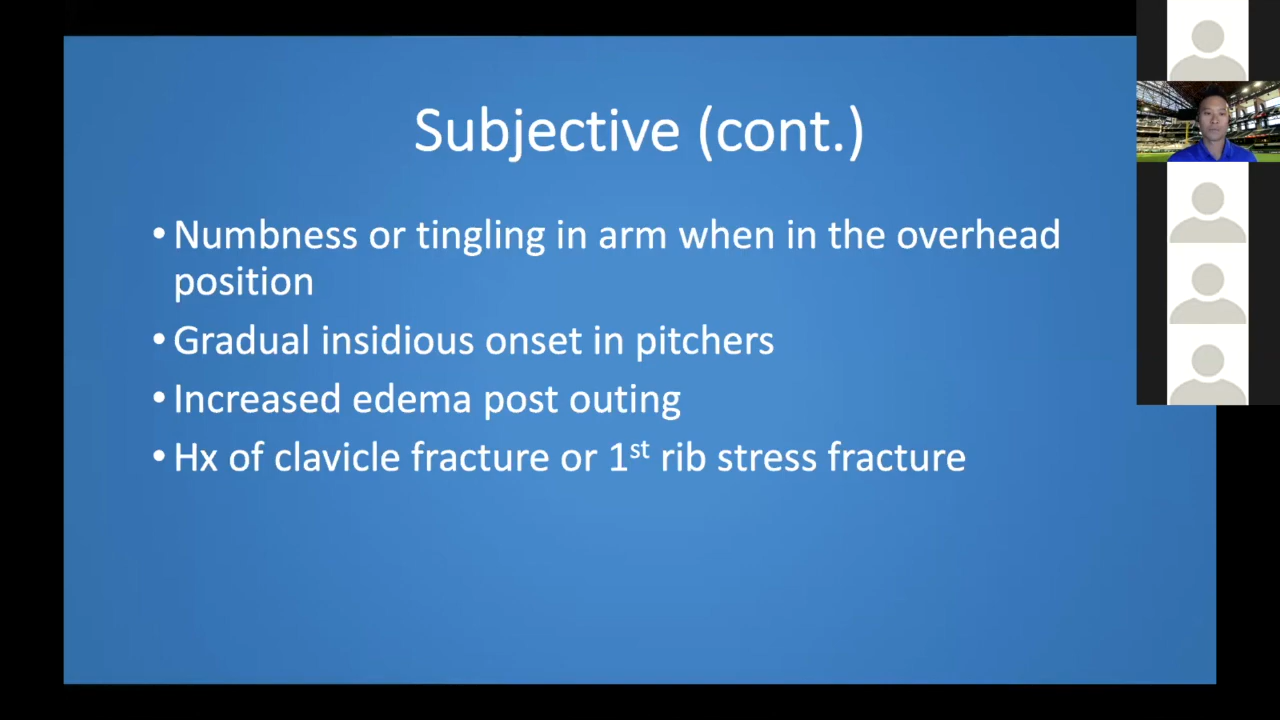 Subjective (cont.)
• Numbness or tingling in arm when in the overhead
position
• Gradual insidious onset in pitchers
• Increased edema post outing
• Hx of clavicle fracture or 1st rib stress fracture